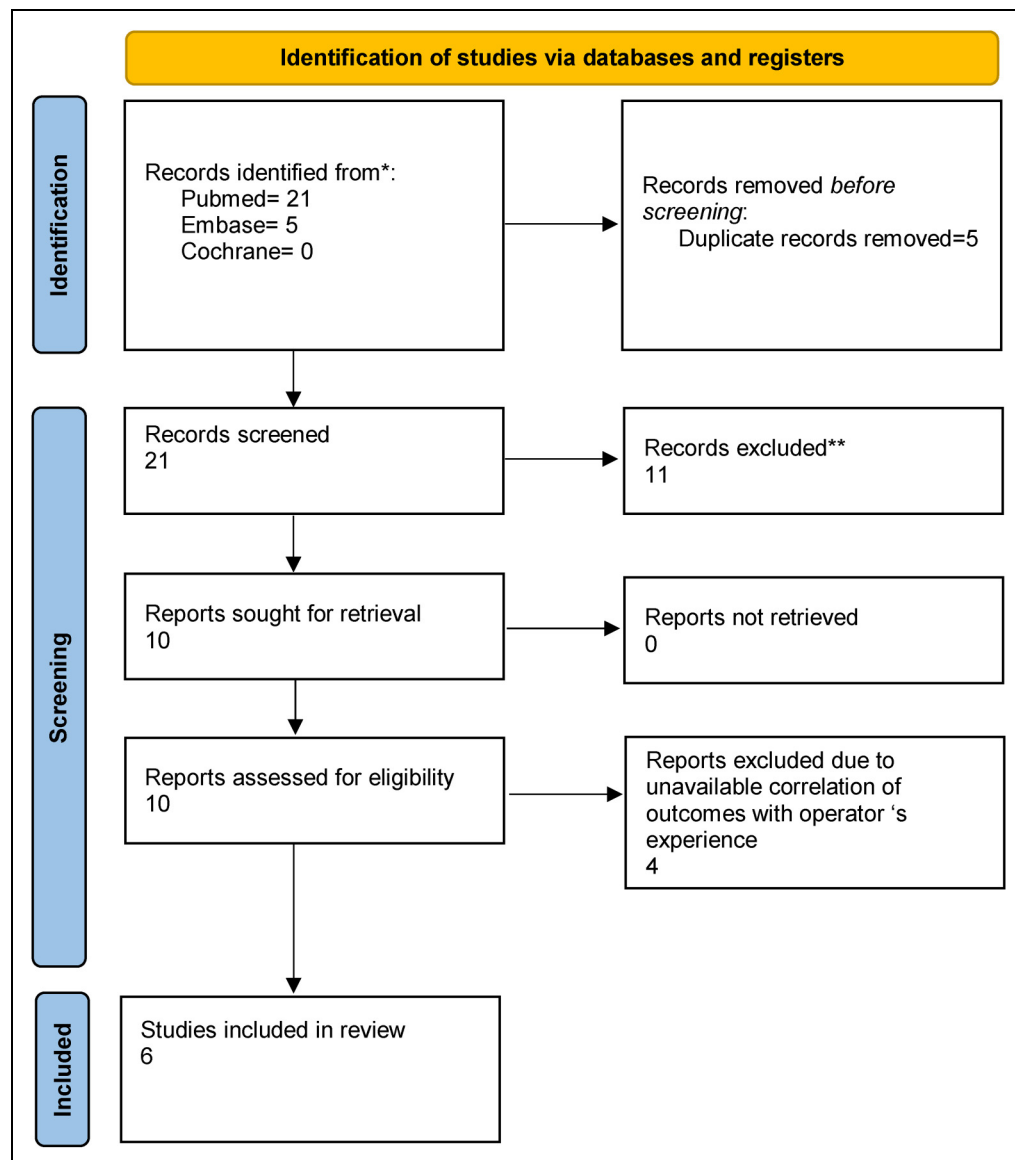 Identification of studies via databases and registers
Identification
Records identified from*:
Pubmed= 21
Embase= 5
Cochrane= 0
Records removed before
screening:
Duplicate records removed=5
Screening
Records screened
21
Records excluded**
11
Reports sought for retrieval
10
Reports not retrieved
0
Reports assessed for eligibility
10
Reports excluded due to
unavailable correlation of
outcomes with operator ‘s
experience
4
Included
Studies included in review
6